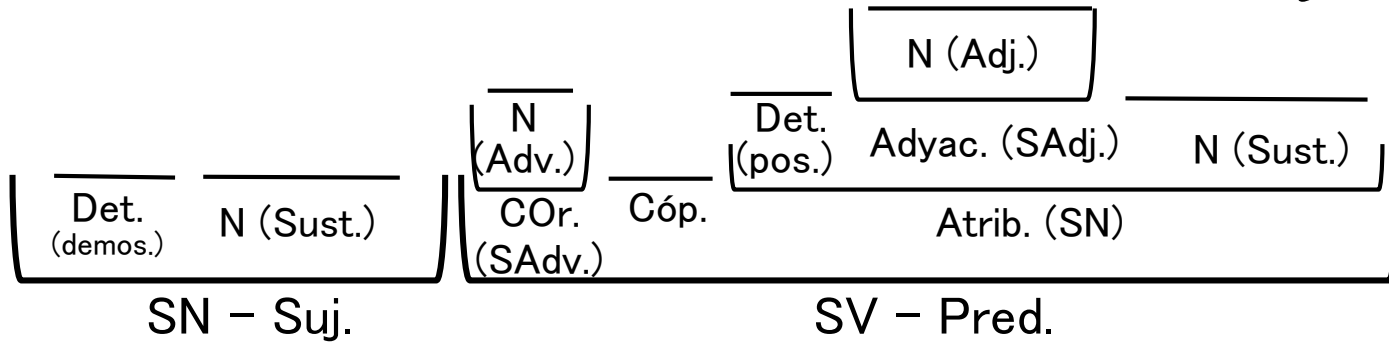 N (Adj.)
N
(Adv.)
Det.
(pos.)
Adyac. (SAdj.)
N (Sust.)
Det.
(demos.)
N (Sust.)
COr.
(SAdv.)
Cóp.
Atrib. (SN)
SN - Suj.
SV - Pred.